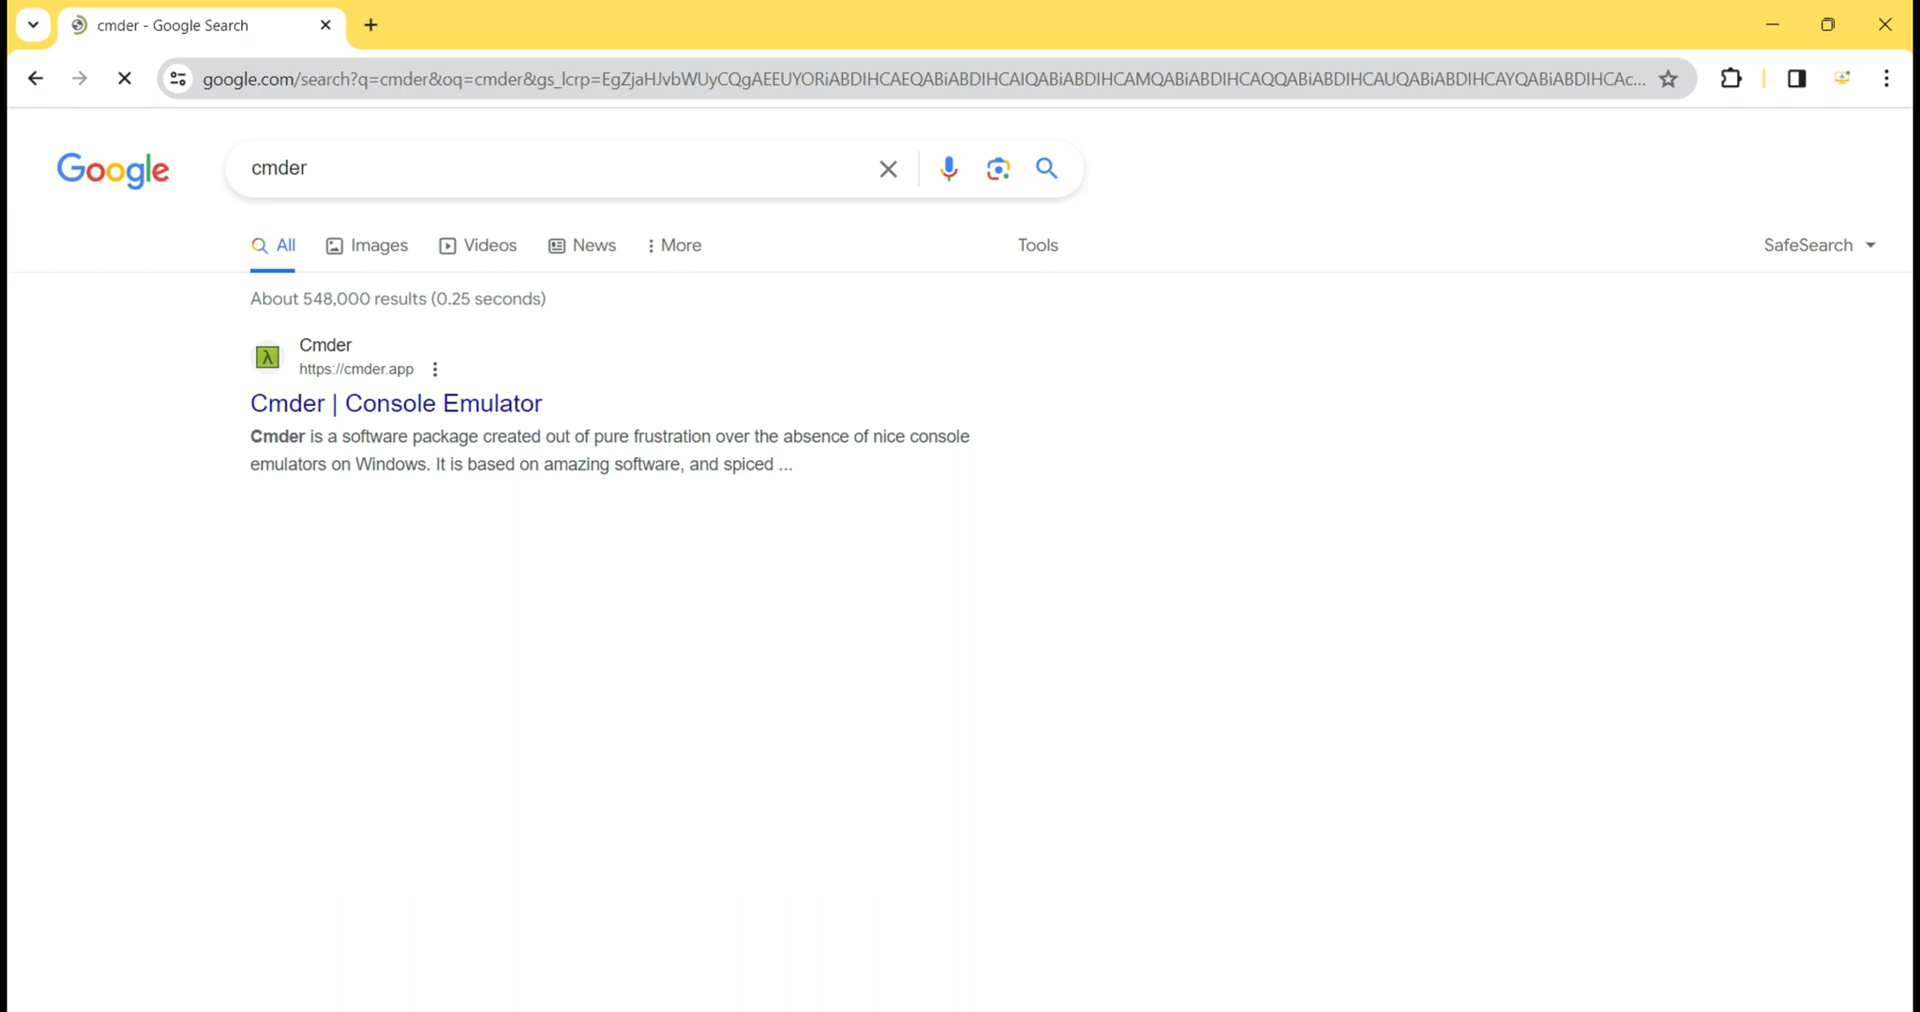 cmder - Google Search
google.com/search?q=cmder&oq=cmder&gs_lcrp=EgZjaHJvbWUyCQgAEEUYORiABDIHCAEQABiABDIHCAIQABiABDIHCAMQABiABDIHCAQQABiABDIHCAUQABiABDIHCAYQABiABDIHCAc...
Google
cmder
All Images Videos News More Tools SafeSearch
About 548,000 results (0.25 seconds)
λ
Cmder
https://cmder.app
Cmder | Console Emulator
Cmder is a software package created out of pure frustration over the absence of nice console
emulators on Windows. It is based on amazing software, and spiced ...